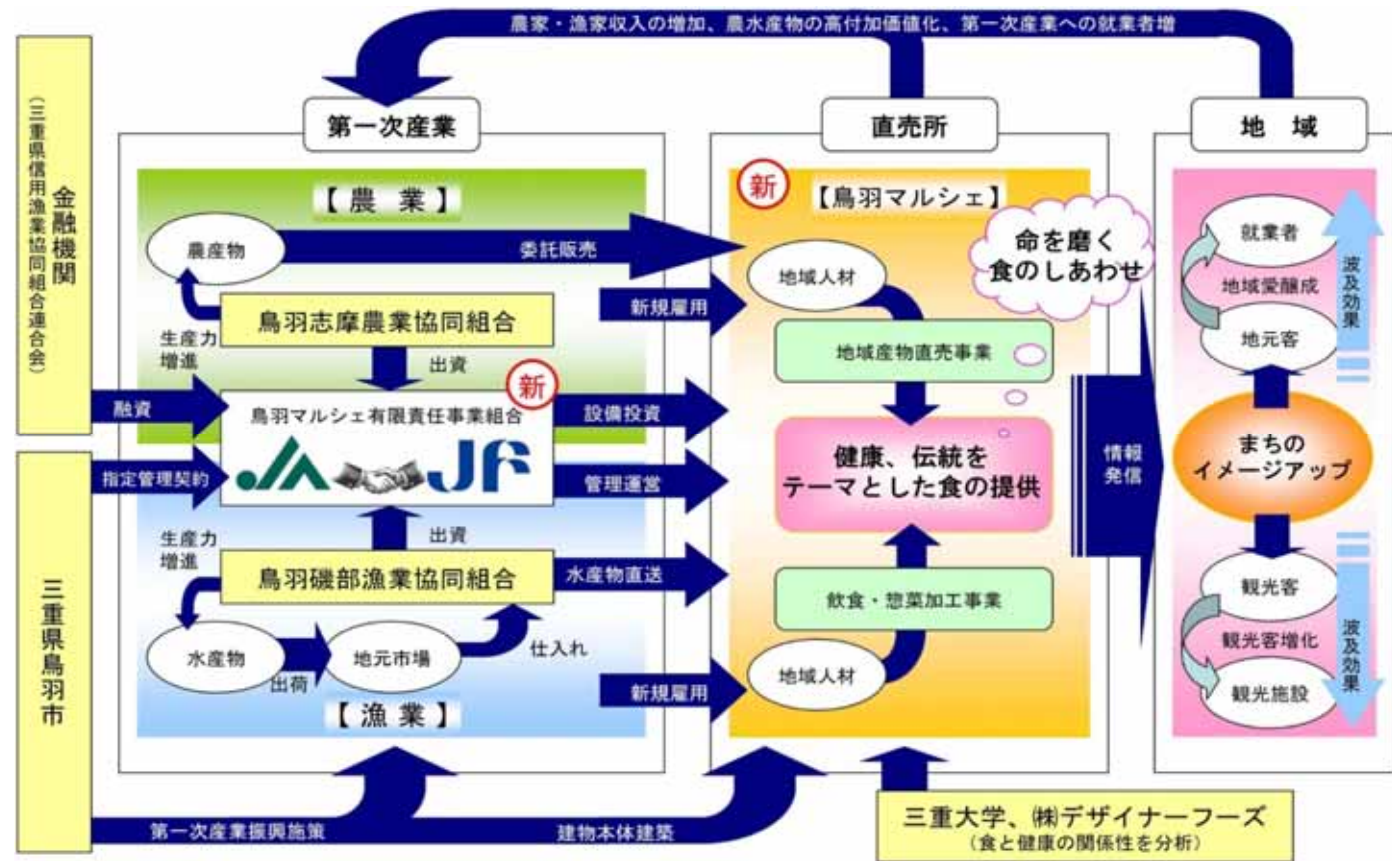 農家・漁家収入の増加、農水産物の高付加価値化、第一次産業への就業者増
金融機関
(三重県信用漁業協同組合連合会)
三重県鳥羽市
第一次産業
【農業】
農産物
委託販売
鳥羽志摩農業協同組合
生産力
増進
出資
新
融資
鳥羽マルシェ有限責任事業組合
JA
JF
指定管理契約
設備投資
管理運営
生産力
増進
出資
鳥羽磯部漁業協同組合
水産物直送
水産物
出荷
地元市場
仕入れ
【漁業】
新規雇用
新規雇用
第一次産業振興施策
建物本体建築
直売所
新
【鳥羽マルシェ】
命を磨く
食のしあわせ
地域人材
地域産物直売事業
健康、伝統を
テーマとした食の提供
飲食・惣菜加工事業
地域人材
三重大学、㈱デザイナーフーズ
(食と健康の関係性を分析)
情報
発信
地 域
就業者
地域愛醸成
地元客
波及効果
まちの
イメージアップ
観光客
観光客増化
観光施設
波及効果